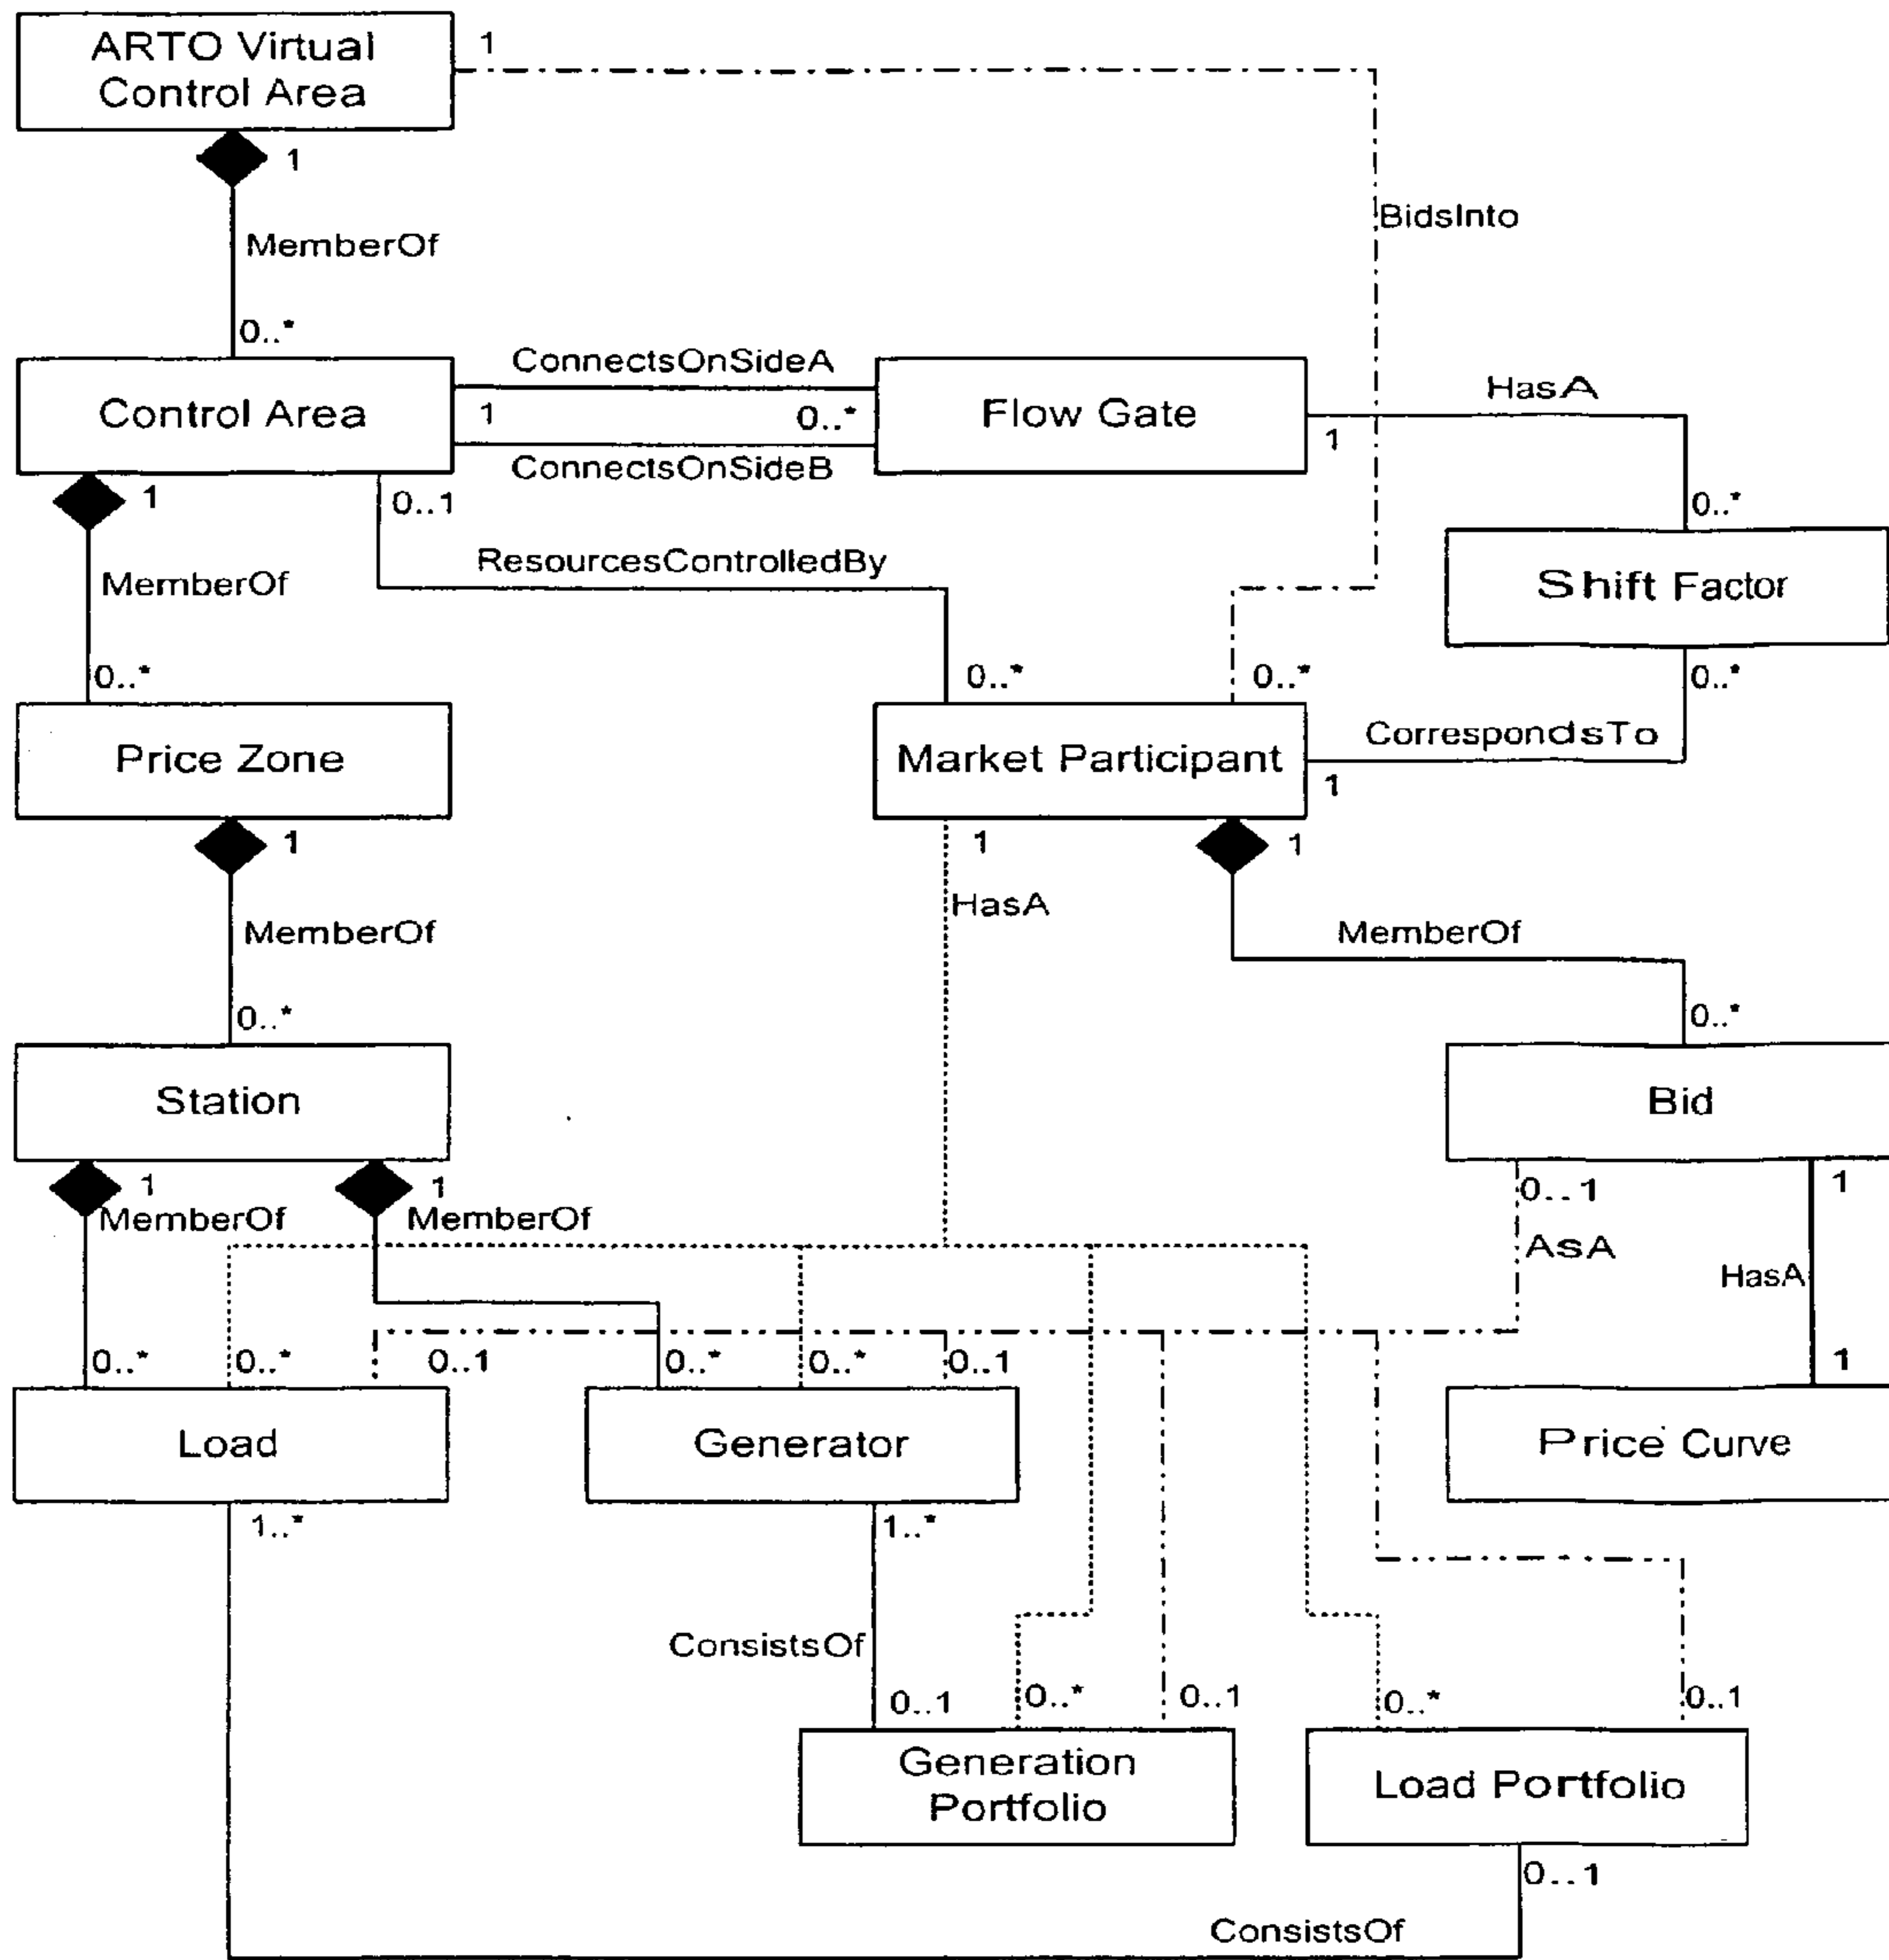 ARTO Virtual
Control Area
1
1
BidsInto
MemberOf
0..*
ConnectsOnSideA
HasA
Control Area
1
0..*
Flow Gate
1
ConnectsOnSideB
1
0..1
0..*
ResourcesControlledBy
MemberOf
Shift Factor
0..*
0..*
0..*
0..*
Price Zone
Market Participant
CorrespondsTo
1
1
1
1
HasA
MemberOf
MemberOf
0..*
0..*
Station
Bid
1
1
0..1
1
MemberOf
MemberOf
AsA
HasA
0..*
0..*
0..1
0..*
0..*
0..1
1
Load
Generator
Price Curve
1..*
1..*
ConsistsOf
0..1
0..*
0..1
0..*
0..1
Generation
Portfolio
Load Portfolio
0..1
ConsistsOf